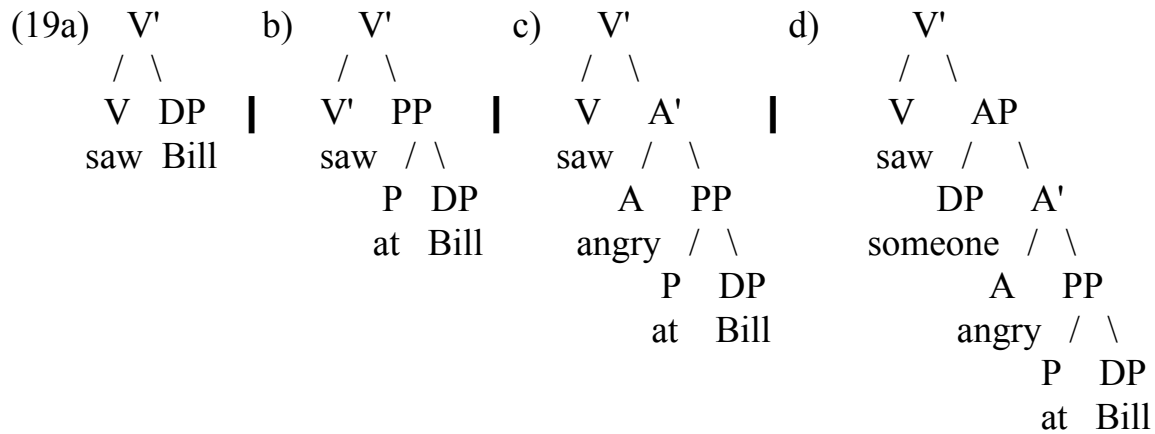 (19a) V' b) V' c) V' d) V'
/ \ / \ / \ / \
V DP | V' PP | V A' | V AP
saw Bill saw / \ saw / \ saw / \
P DP A PP DP A'
at Bill angry / \ someone / \
P DP A PP
at Bill angry / \
P DP
at Bill